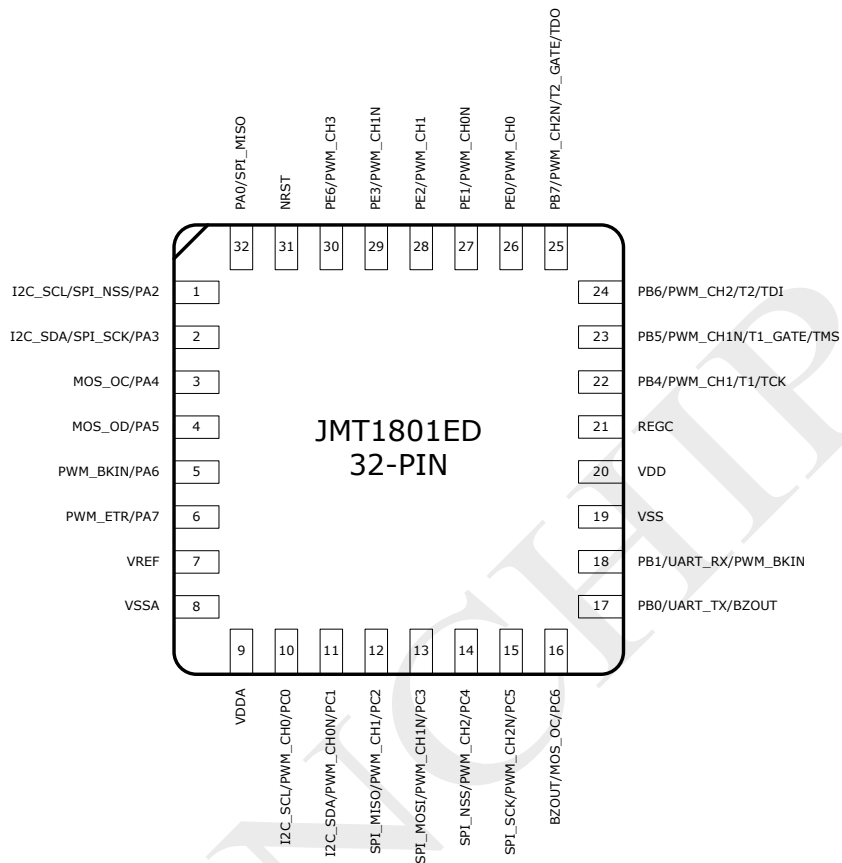 PA0/SPI_MISO
NRST
PE6/PWM_CH3
PE3/PWM_CH1N
PE2/PWM_CH1
PE1/PWM_CH0N
PE0/PWM_CH0
PB7/PWM_CH2N/T2_GATE/TDO
32
31
30
29
28
27
26
25
I2C_SCL/SPI_NSS/PA2
1
I2C_SDA/SPI_SCK/PA3
2
MOS_OC/PA4
3
MOS_OD/PA5
4
PWM_BKIN/PA6
5
PWM_ETR/PA7
6
VREF
7
VSSA
8
JMT1801ED
32-PIN
24
PB6/PWM_CH2/T2/TDI
23
PB5/PWM_CH1N/T1_GATE/TMS
22
PB4/PWM_CH1/T1/TCK
21
REGC
20
VDD
19
VSS
18
PB1/UART_RX/PWM_BKIN
17
PB0/UART_TX/BZOUT
9
10
11
12
13
14
15
16
VDDA
I2C_SCL/PWM_CH0/PC0
I2C_SDA/PWM_CH0N/PC1
SPI_MISO/PWM_CH1/PC2
SPI_MOSI/PWM_CH1N/PC3
SPI_NSS/PWM_CH2/PC4
SPI_SCK/PWM_CH2N/PC5
BZOUT/MOS_OC/PC6
NCHIP